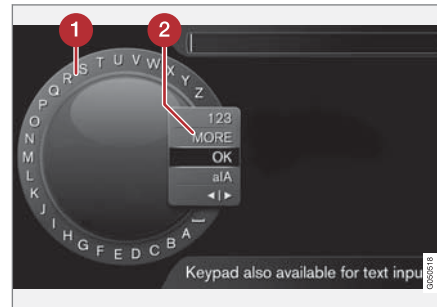 1
2
A B C D E F G H I J K L M N O P Q R S T U V W X Y Z
123
MORE
OK
a|A
◄|►
Keypad also available for text inpu
G050518